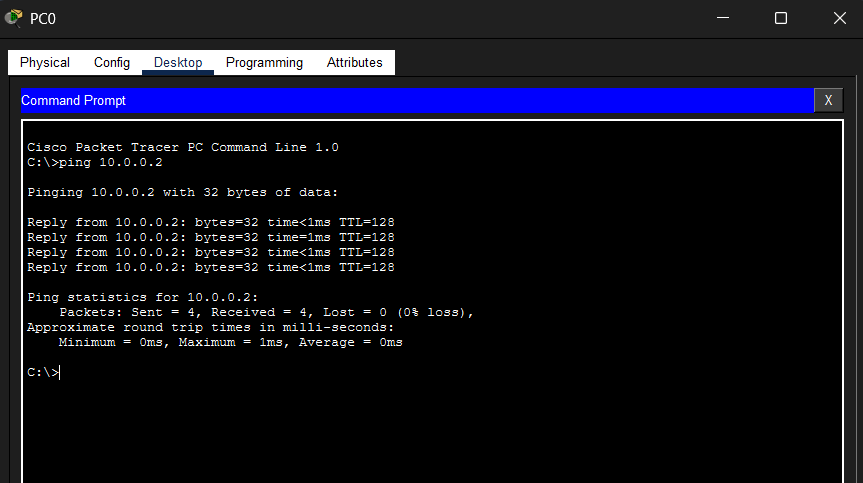 PC0
Physical Config Desktop Programming Attributes
Command Prompt
X
Cisco Packet Tracer PC Command Line 1.0
C:\>ping 10.0.0.2
Pinging 10.0.0.2 with 32 bytes of data:
Reply from 10.0.0.2: bytes=32 time<1ms TTL=128
Reply from 10.0.0.2: bytes=32 time=1ms TTL=128
Reply from 10.0.0.2: bytes=32 time<1ms TTL=128
Reply from 10.0.0.2: bytes=32 time<1ms TTL=128
Ping statistics for 10.0.0.2:
Packets: Sent = 4, Received = 4, Lost = 0 (0% loss),
Approximate round trip times in milli-seconds:
Minimum = 0ms, Maximum = 1ms, Average = 0ms
C:\>